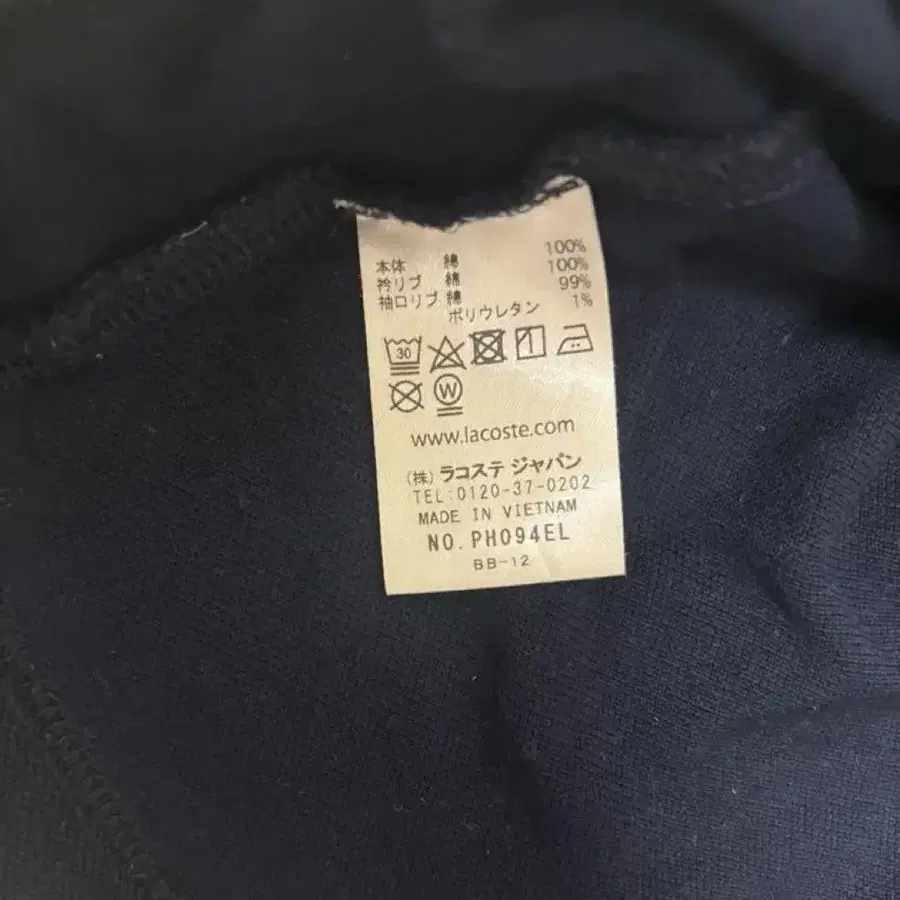 本体 綿 100%
衿リブ 綿 100%
袖口リブ 綿 99%
ポリウレタン 1%
30
W
www.lacoste.com
(株) ラコステ ジャパン
TEL:0120-37-0202
MADE IN VIETNAM
NO. PH094EL
BB-12